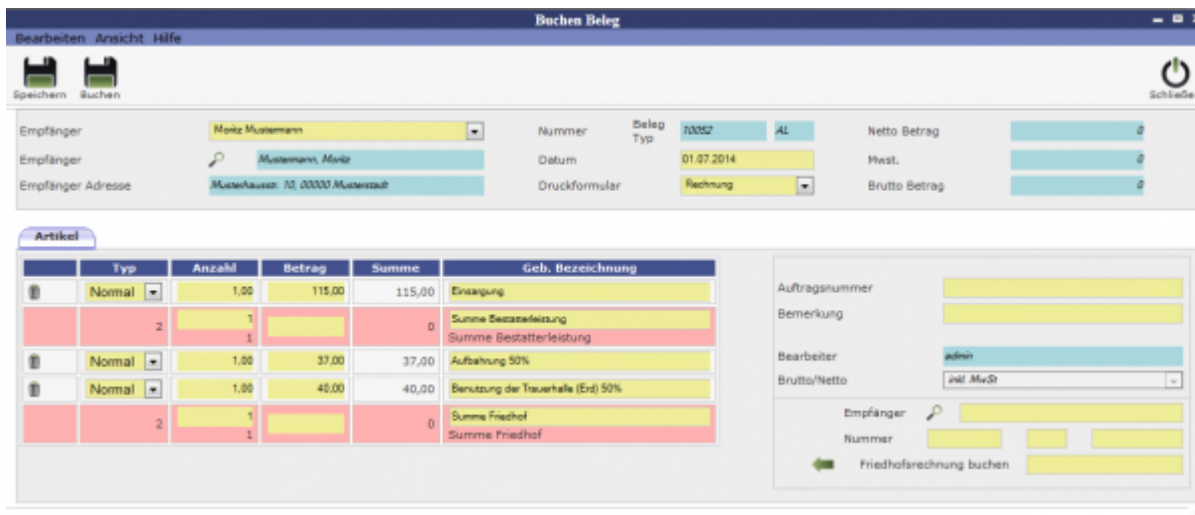 Buchen Beleg
Bearbeiten Ansicht Hilfe
Speichern Buchen Schließe
Empfänger Moritz Mustermann Nummer Beleg Typ 10052 AL Netto Betrag 0
Empfänger Mustermann, Moritz Datum 01.07.2014 Mwst. 0
Empfänger Adresse Musterhausstr. 10, 00000 Musterstadt Druckformular Rechnung Brutto Betrag 0
Artikel
Typ Anzahl Betrag Summe Geb. Bezeichnung
Normal 1,00 115,00 115,00 Einsargung
2 1 0 Summe Bestatterleistung
1 Summe Bestatterleistung
Normal 1,00 37,00 37,00 Aufbahrung 50%
Normal 1,00 40,00 40,00 Benutzung der Trauerhalle (Erd) 50%
2 1 0 Summe Friedhof
1 Summe Friedhof
Auftragsnummer
Bemerkung
Bearbeiter admin
Brutto/Netto inkl. MwSt
Empfänger
Nummer
Friedhofsrechnung buchen